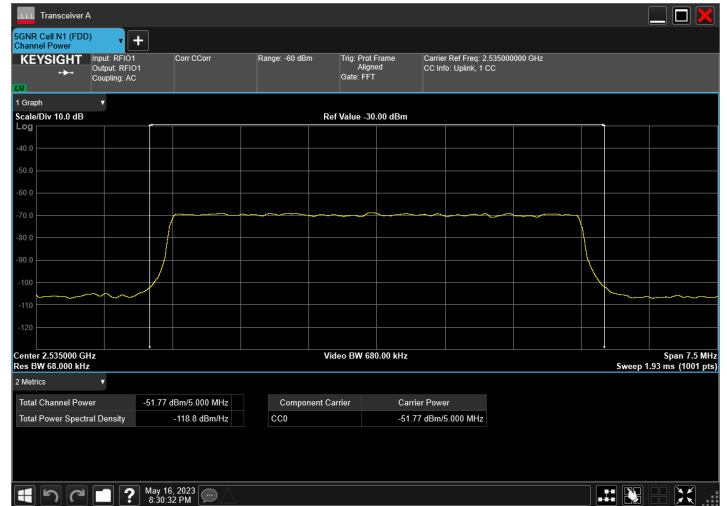 Transceiver A
5GNR Cell N1 (FDD)
Channel Power
KEYSIGHT
LXI
Input: RFIO1
Output: RFIO1
Coupling: AC
Corr CCorr
Range: -60 dBm
Trig: Prot Frame
Aligned
Gate: FFT
Carrier Ref Freq: 2.535000000 GHz
CC Info: Uplink, 1 CC
1 Graph
Scale/Div 10.0 dB
Ref Value -30.00 dBm
Log
-40.0
-50.0
-60.0
-70.0
-80.0
-90.0
-100
-110
-120
Center 2.535000 GHz
Video BW 680.00 kHz
Span 7.5 MHz
Res BW 68.000 kHz
Sweep 1.93 ms (1001 pts)
2 Metrics
Total Channel Power -51.77 dBm/5.000 MHz
Total Power Spectral Density -118.8 dBm/Hz
Component Carrier Carrier Power
CC0 -51.77 dBm/5.000 MHz
May 16, 2023
8:30:32 PM